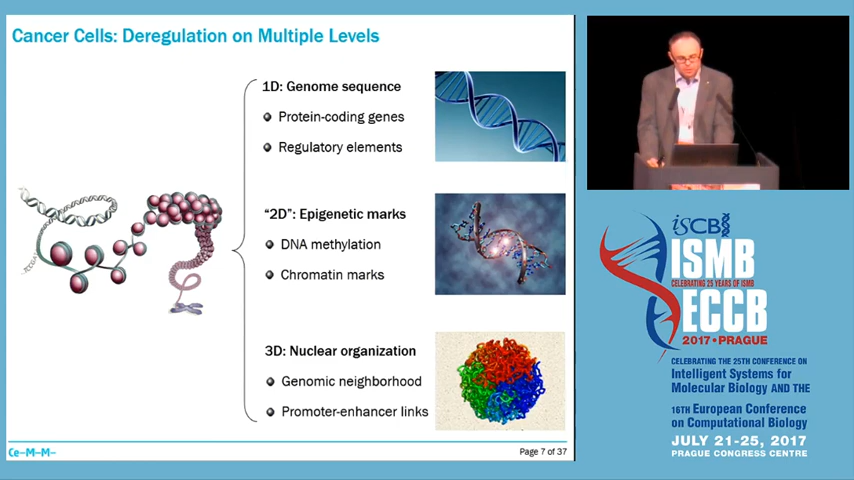 Cancer Cells: Deregulation on Multiple Levels
1D: Genome sequence
Protein-coding genes
Regulatory elements
“2D”: Epigenetic marks
DNA methylation
Chromatin marks
3D: Nuclear organization
Genomic neighborhood
Promoter-enhancer links
Ce-M-M-
Page 7 of 37
iSCB
ISMB
CELEBRATING 25 YEARS OF ISMB
ECCB
2017 • PRAGUE
CELEBRATING THE 25TH CONFERENCE ON
Intelligent Systems for
Molecular Biology AND THE
16TH European Conference
on Computational Biology
JULY 21-25, 2017
PRAGUE CONGRESS CENTRE